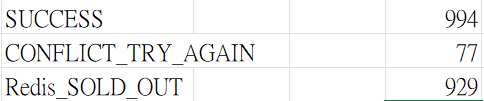 SUCCESS 994
CONFLICT_TRY_AGAIN 77
Redis_SOLD_OUT 929